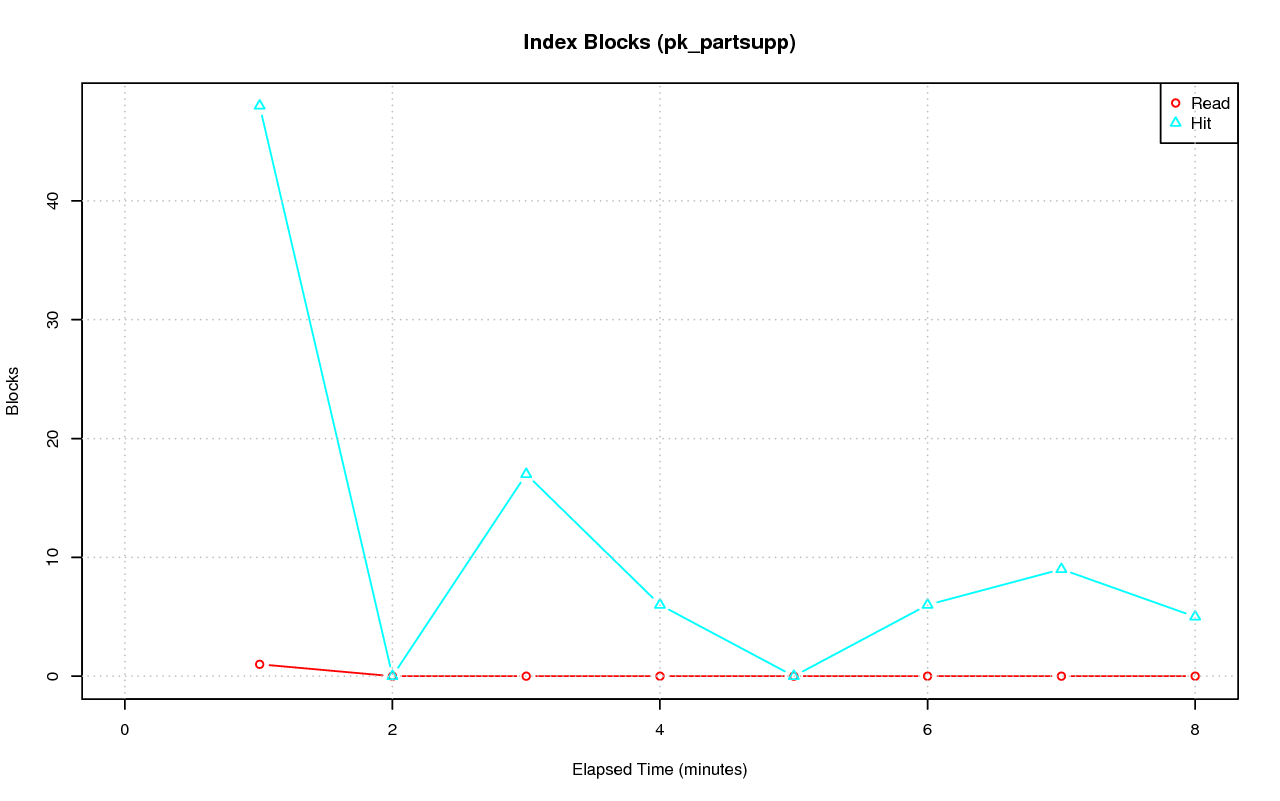 Index Blocks (pk_partsupp)
Read
Hit
Blocks
40
30
20
10
0
0 2 4 6 8
Elapsed Time (minutes)